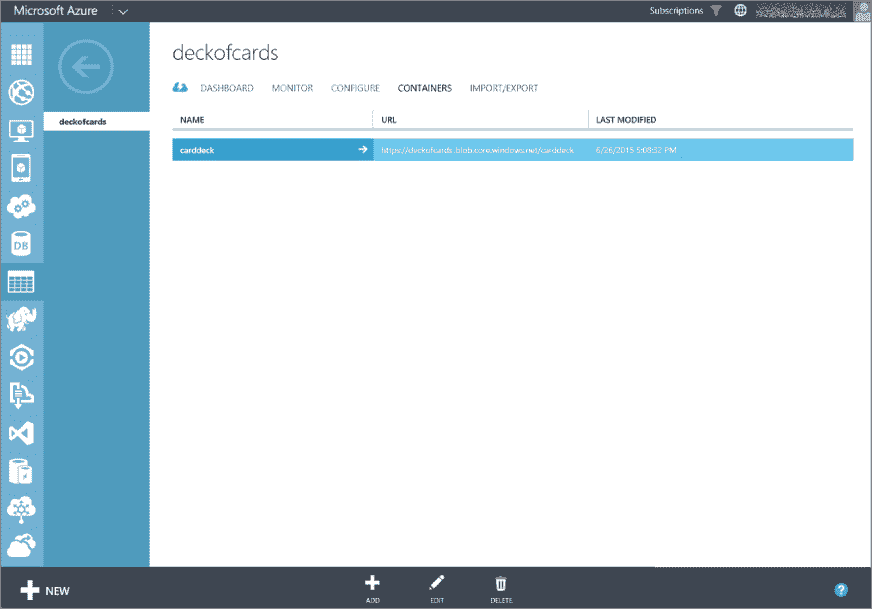 Microsoft Azure
Subscriptions
deckofcards
deckofcards
DASHBOARD MONITOR CONFIGURE CONTAINERS IMPORT/EXPORT
NAME URL LAST MODIFIED
carddeck https://deckofcards.blob.core.windows.net/carddeck 6/26/2015 5:08:32 PM
DB
NEW
ADD EDIT DELETE
?